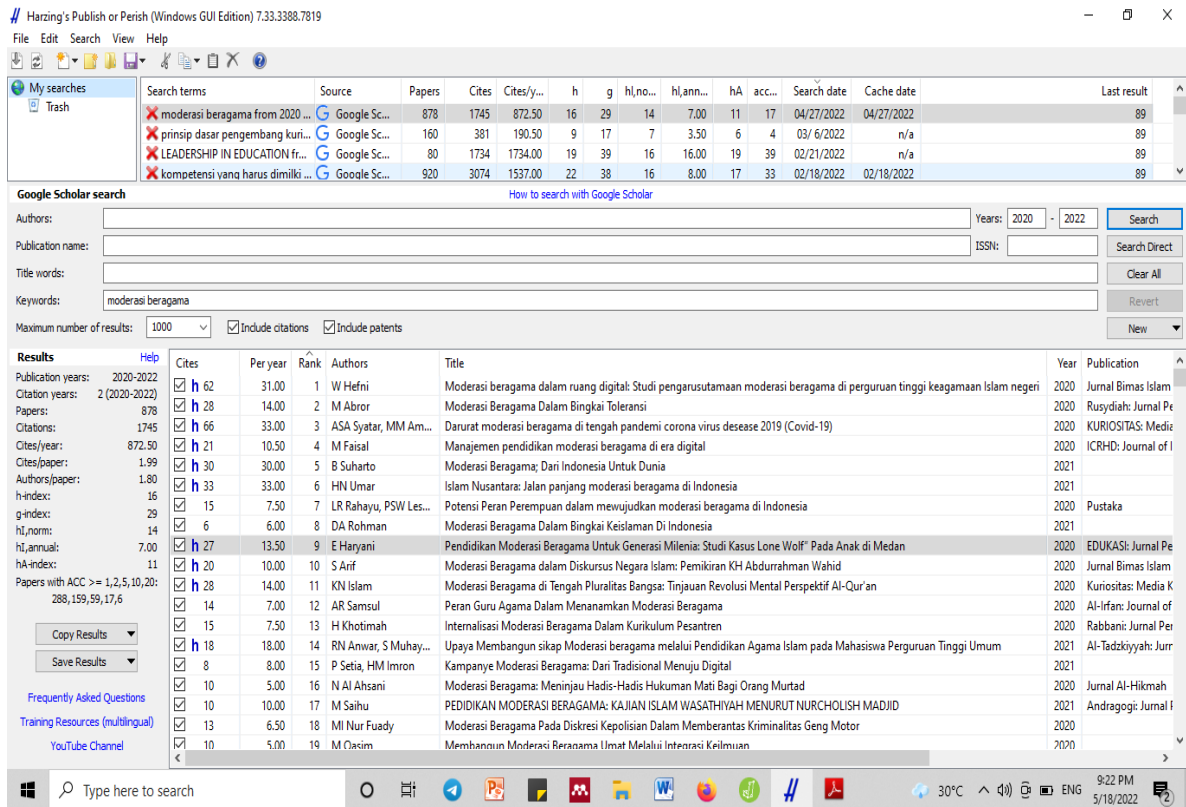 Harzing's Publish or Perish (Windows GUI Edition) 7.33.3388.7819
File Edit Search View Help
My searches
Trash
Search terms Source Papers Cites Cites/y... h g hI,no... hI,ann... hA acc... Search date Cache date Last result
moderasi beragama from 2020 ... Google Sc... 878 1745 872.50 16 29 14 7.00 11 17 04/27/2022 04/27/2022 89
prinsip dasar pengembang kuri... Google Sc... 160 381 190.50 9 17 7 3.50 6 4 03/ 6/2022 n/a 89
LEADERSHIP IN EDUCATION fr... Google Sc... 80 1734 1734.00 19 39 16 16.00 19 39 02/21/2022 n/a 89
kompetensi yang harus dimilki ... Google Sc... 920 3074 1537.00 22 38 16 8.00 17 33 02/18/2022 02/18/2022 89
Google Scholar search How to search with Google Scholar
Authors: Years: 2020 - 2022 Search
Publication name: ISSN: Search Direct
Title words: Clear All
Keywords: moderasi beragama Revert
Maximum number of results: 1000 Include citations Include patents New
Results Help
Publication years: 2020-2022
Citation years: 2 (2020-2022)
Papers: 878
Citations: 1745
Cites/year: 872.50
Cites/paper: 1.99
Authors/paper: 1.80
h-index: 16
g-index: 29
hI,norm: 14
hI,annual: 7.00
hA-index: 11
Papers with ACC >= 1,2,5,10,20:
288,159,59,17,6
Copy Results
Save Results
Frequently Asked Questions
Training Resources (multilingual)
YouTube Channel
Cites Per year Rank Authors Title Year Publication
h 62 31.00 1 W Hefni Moderasi beragama dalam ruang digital: Studi pengarusutamaan moderasi beragama di perguruan tinggi keagamaan Islam negeri 2020 Jurnal Bimas Islam
h 28 14.00 2 M Abror Moderasi Beragama Dalam Bingkai Toleransi 2020 Rusydiah: Jurnal Pe
h 66 33.00 3 ASA Syatar, MM Am... Darurat moderasi beragama di tengah pandemi corona virus desease 2019 (Covid-19) 2020 KURIOSITAS: Media
h 21 10.50 4 M Faisal Manajemen pendidikan moderasi beragama di era digital 2020 ICRHD: Journal of I
h 30 30.00 5 B Suharto Moderasi Beragama; Dari Indonesia Untuk Dunia 2021
h 33 33.00 6 HN Umar Islam Nusantara: Jalan panjang moderasi beragama di Indonesia 2021
15 7.50 7 LR Rahayu, PSW Les... Potensi Peran Perempuan dalam mewujudkan moderasi beragama di Indonesia 2020 Pustaka
6 6.00 8 DA Rohman Moderasi Beragama Dalam Bingkai Keislaman Di Indonesia 2021
h 27 13.50 9 E Haryani Pendidikan Moderasi Beragama Untuk Generasi Milenia: Studi Kasus Lone Wolf" Pada Anak di Medan 2020 EDUKASI: Jurnal Pe
h 20 10.00 10 S Arif Moderasi Beragama dalam Diskursus Negara Islam: Pemikiran KH Abdurrahman Wahid 2020 Jurnal Bimas Islam
h 28 14.00 11 KN Islam Moderasi Beragama di Tengah Pluralitas Bangsa: Tinjauan Revolusi Mental Perspektif Al-Qur'an 2020 Kuriositas: Media K
14 7.00 12 AR Samsul Peran Guru Agama Dalam Menanamkan Moderasi Beragama 2020 Al-Irfan: Journal of
15 7.50 13 H Khotimah Internalisasi Moderasi Beragama Dalam Kurikulum Pesantren 2020 Rabbani: Jurnal Pen
h 18 18.00 14 RN Anwar, S Muhay... Upaya Membangun sikap Moderasi beragama melalui Pendidikan Agama Islam pada Mahasiswa Perguruan Tinggi Umum 2021 Al-Tadzkiyyah: Jurn
8 8.00 15 P Setia, HM Imron Kampanye Moderasi Beragama: Dari Tradisional Menuju Digital 2021
10 5.00 16 N Al Ahsani Moderasi Beragama: Meninjau Hadis-Hadis Hukuman Mati Bagi Orang Murtad 2020 Jurnal Al-Hikmah
10 10.00 17 M Saihu PEDIDIKAN MODERASI BERAGAMA: KAJIAN ISLAM WASATHIYAH MENURUT NURCHOLISH MADJID 2021 Andragogi: Jurnal P
13 6.50 18 MI Nur Fuady Moderasi Beragama Pada Diskresi Kepolisian Dalam Memberantas Kriminalitas Geng Motor 2020
10 5.00 19 M Qasim Membangun Moderasi Beragama Umat Melalui Integrasi Keilmuan 2020
Type here to search 30°C ENG 9:22 PM
5/18/2022